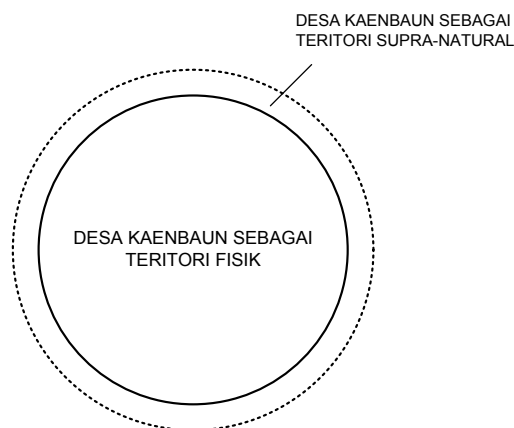 DESA KAENBAUN SEBAGAI
TERITORI SUPRA-NATURAL
DESA KAENBAUN SEBAGAI
TERITORI FISIK